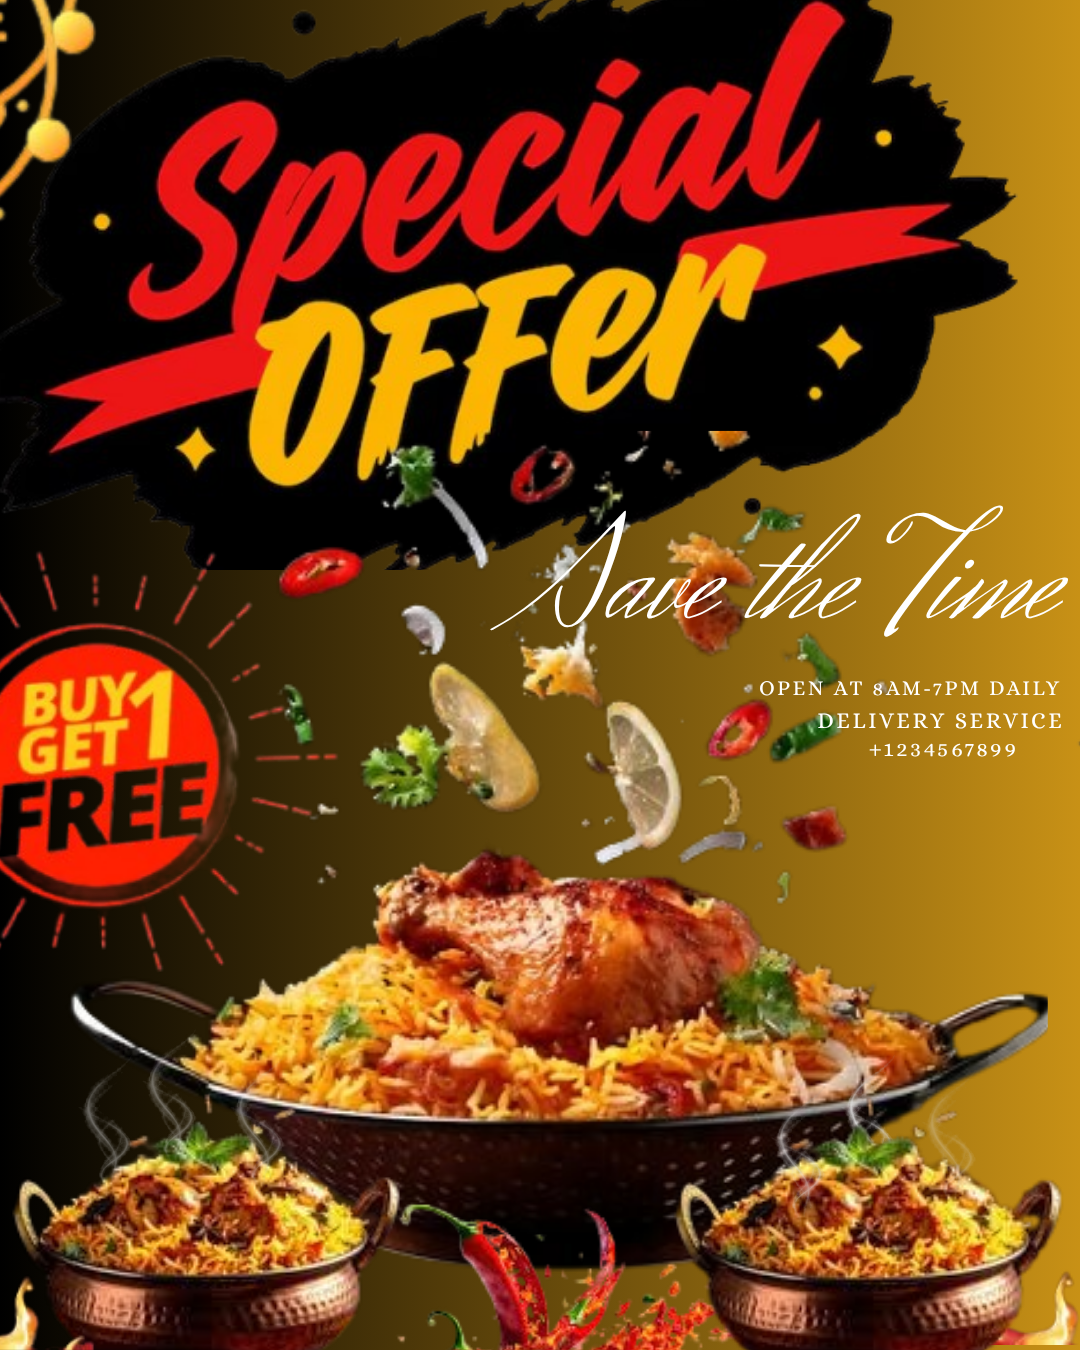 Special
OFFer
Save the Time
OPEN AT 8AM-7PM DAILY
DELIVERY SERVICE
+1234567899
BUY 1
GET
FREE